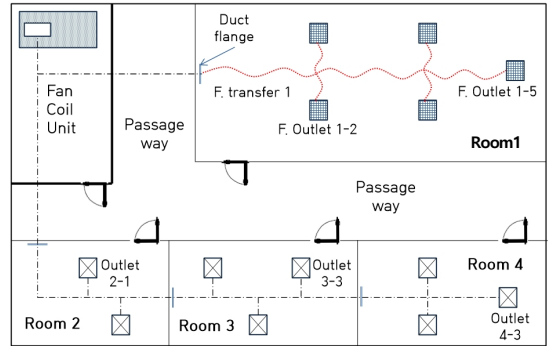 Duct
flange
Fan
Coil
Unit
F. transfer 1
F. Outlet 1-5
Passage
way
F. Outlet 1-2
Room1
Passage
way
Outlet
2-1
Outlet
3-3
Room 4
Room 2
Room 3
Outlet
4-3